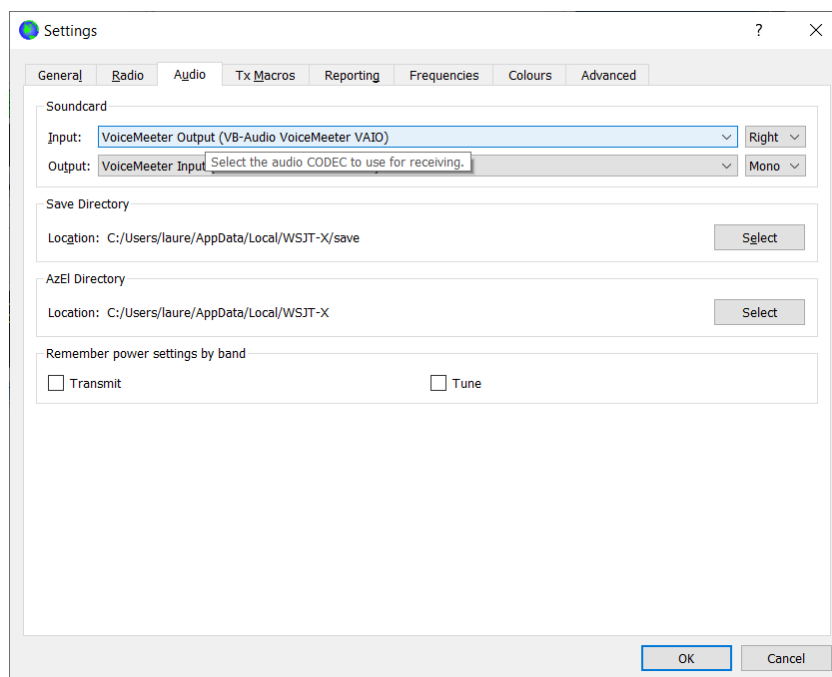 Settings
?
General Radio Audio Tx Macros Reporting Frequencies Colours Advanced
Soundcard
Input: VoiceMeeter Output (VB-Audio VoiceMeeter VAIO) Right
Output: VoiceMeeter Input Mono
Select the audio CODEC to use for receiving.
Save Directory
Location: C:/Users/laure/AppData/Local/WSJT-X/save Select
AzEl Directory
Location: C:/Users/laure/AppData/Local/WSJT-X Select
Remember power settings by band
Transmit Tune
OK Cancel